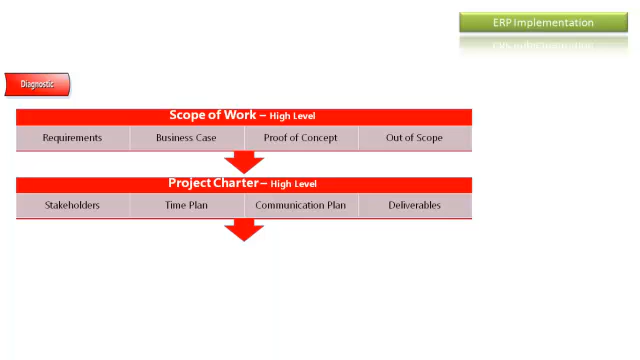 ERP Implementation
Diagnostic
Scope of Work – High Level
Requirements Business Case Proof of Concept Out of Scope
Project Charter– High Level
Stakeholders Time Plan Communication Plan Deliverables